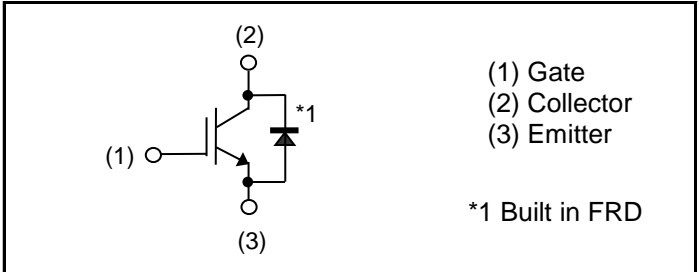 (2)
*1
(1)
(3)
(1) Gate
(2) Collector
(3) Emitter
*1 Built in FRD